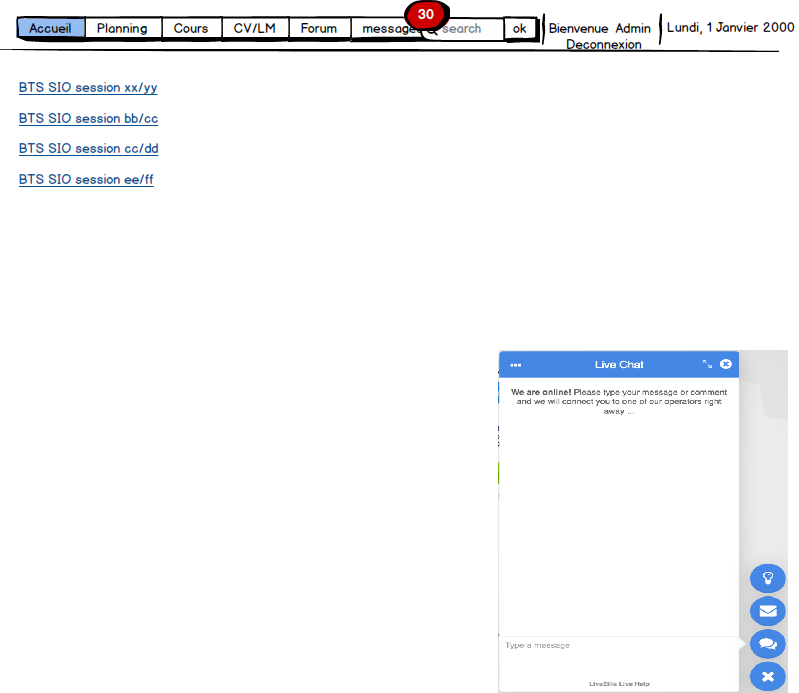 Accueil Planning Cours CV/LM Forum message 30 search ok Bienvenue Admin Lundi, 1 Janvier 2000
Deconnexion
BTS SIO session xx/yy
BTS SIO session bb/cc
BTS SIO session cc/dd
BTS SIO session ee/ff
Live Chat
We are online! Please type your message or comment
and we will connect you to one of our operators right
away ...
Type a message
LiveZilla Live Help